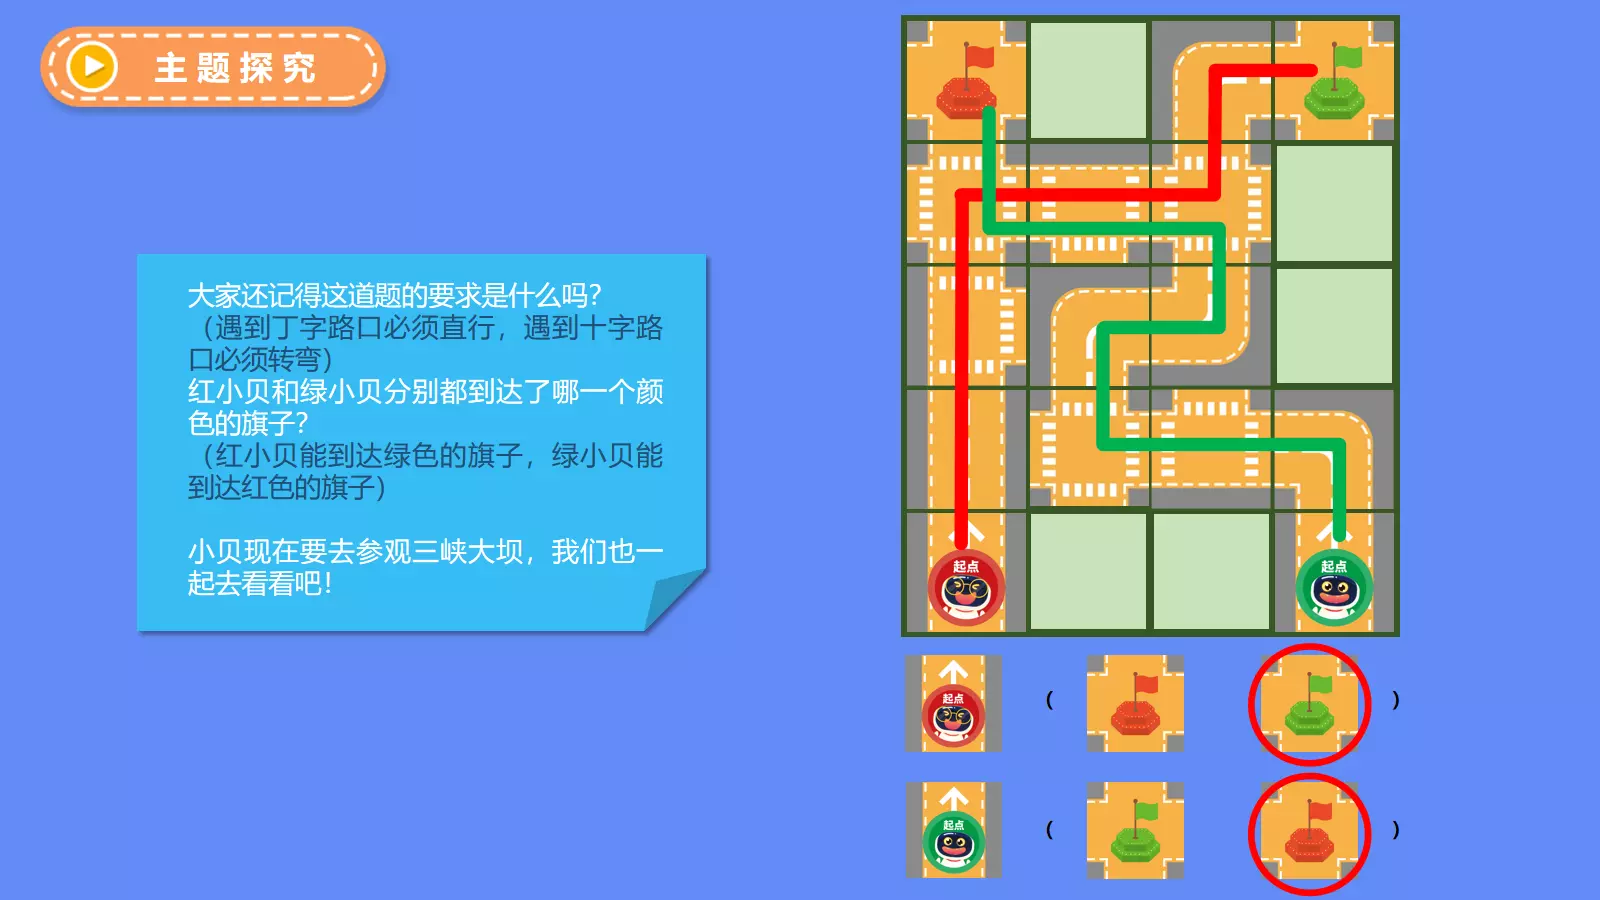 主题探究
大家还记得这道题的要求是什么吗?
（遇到丁字路口必须直行，遇到十字路
口必须转弯）
红小贝和绿小贝分别都到达了哪一个颜
色的旗子?
（红小贝能到达绿色的旗子，绿小贝能
到达红色的旗子）
小贝现在要去参观三峡大坝，我们也一
起去看看吧！
起点
起点
起点
( )
起点
( )